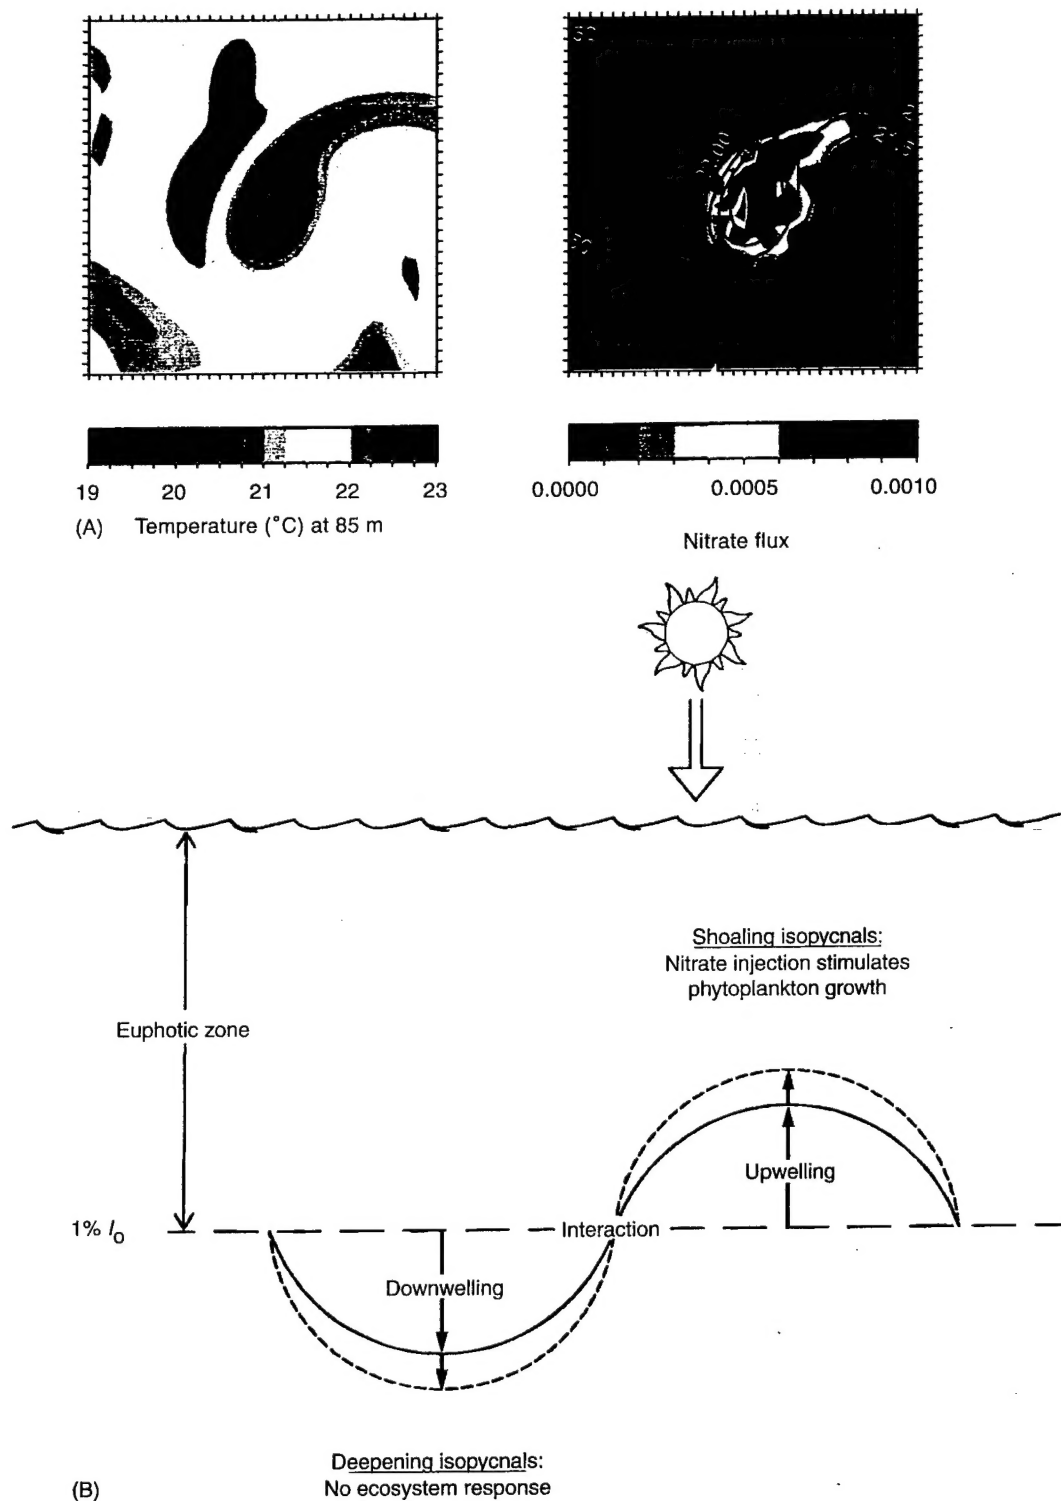 19 20 21 22 23
(A) Temperature (°C) at 85 m
0.0000 0.0005 0.0010
Nitrate flux
Shoaling isopycnals:
Nitrate injection stimulates
phytoplankton growth
Euphotic zone
Upwelling
1% Io
Interaction
Downwelling
Deepening isopycnals:
No ecosystem response
(B)